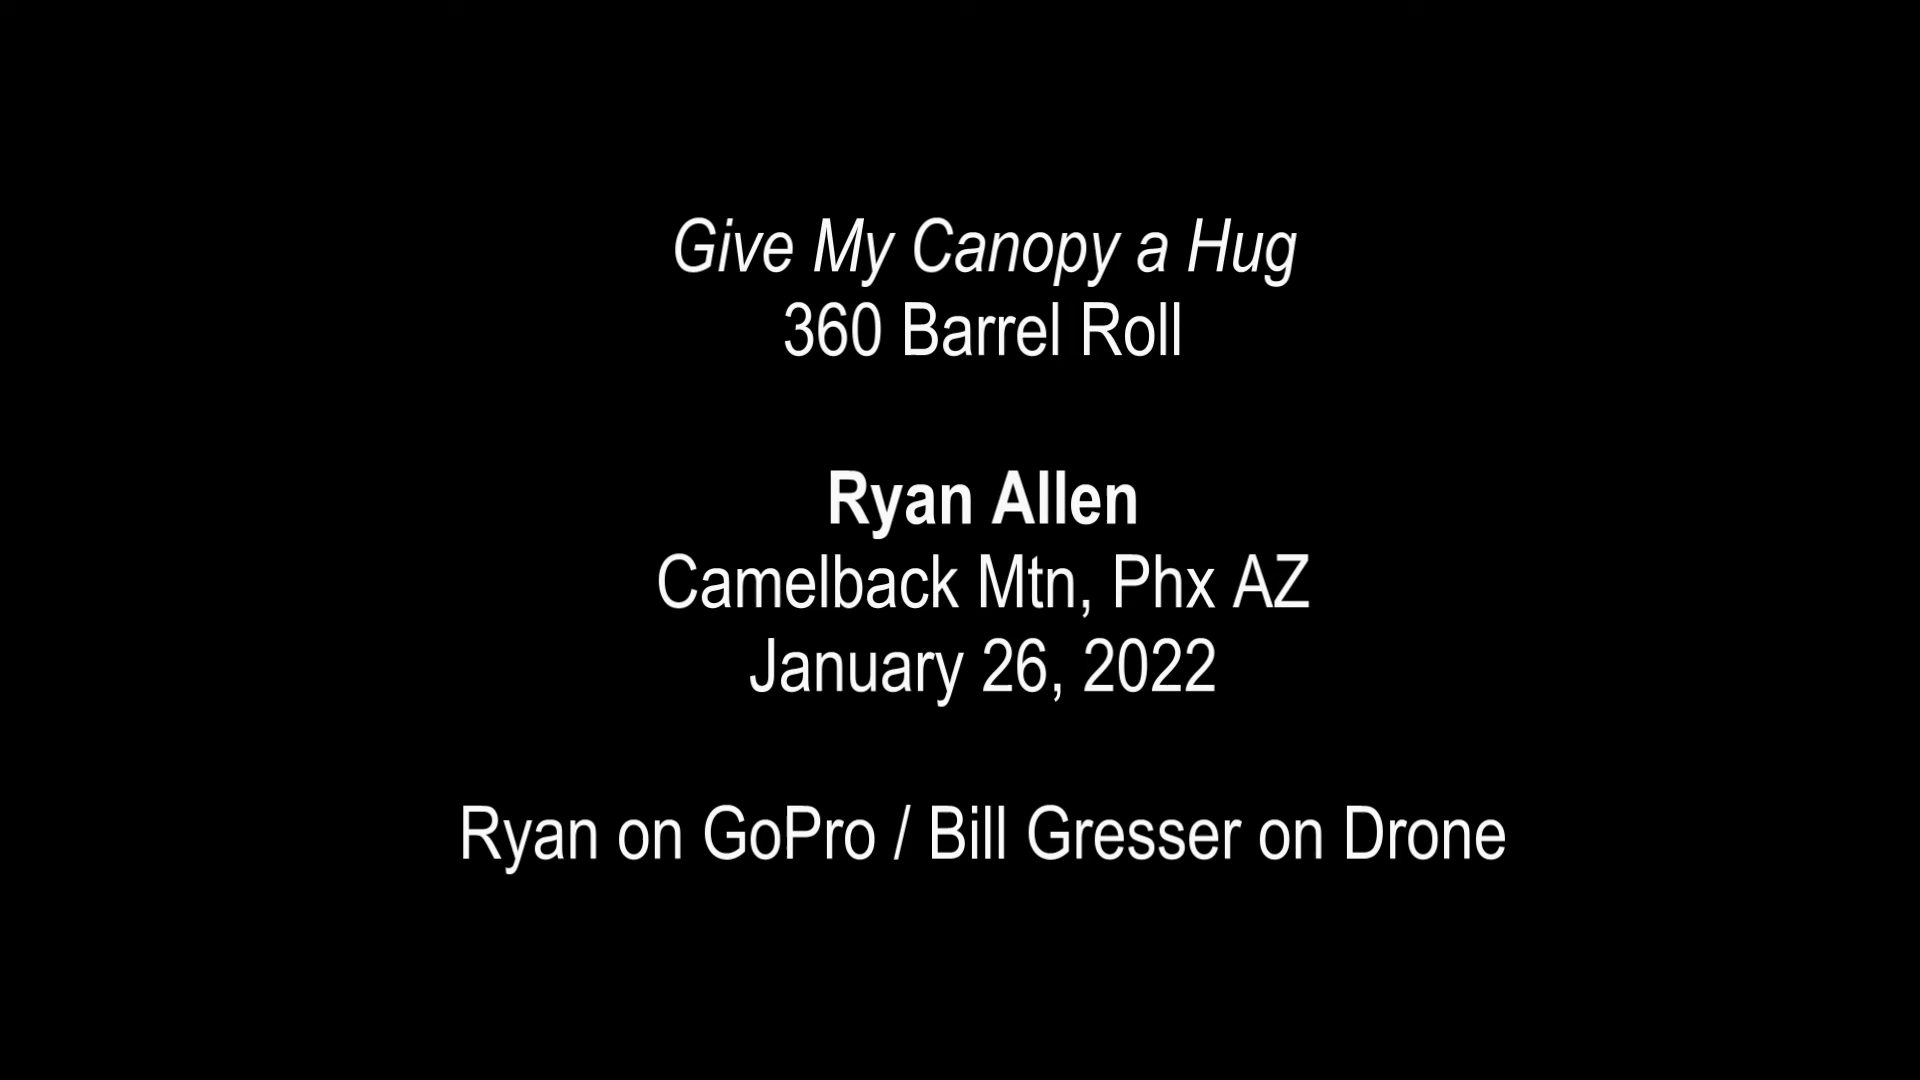 Give My Canopy a Hug
360 Barrel Roll
Ryan Allen
Camelback Mtn, Phx AZ
January 26, 2022
Ryan on GoPro / Bill Gresser on Drone